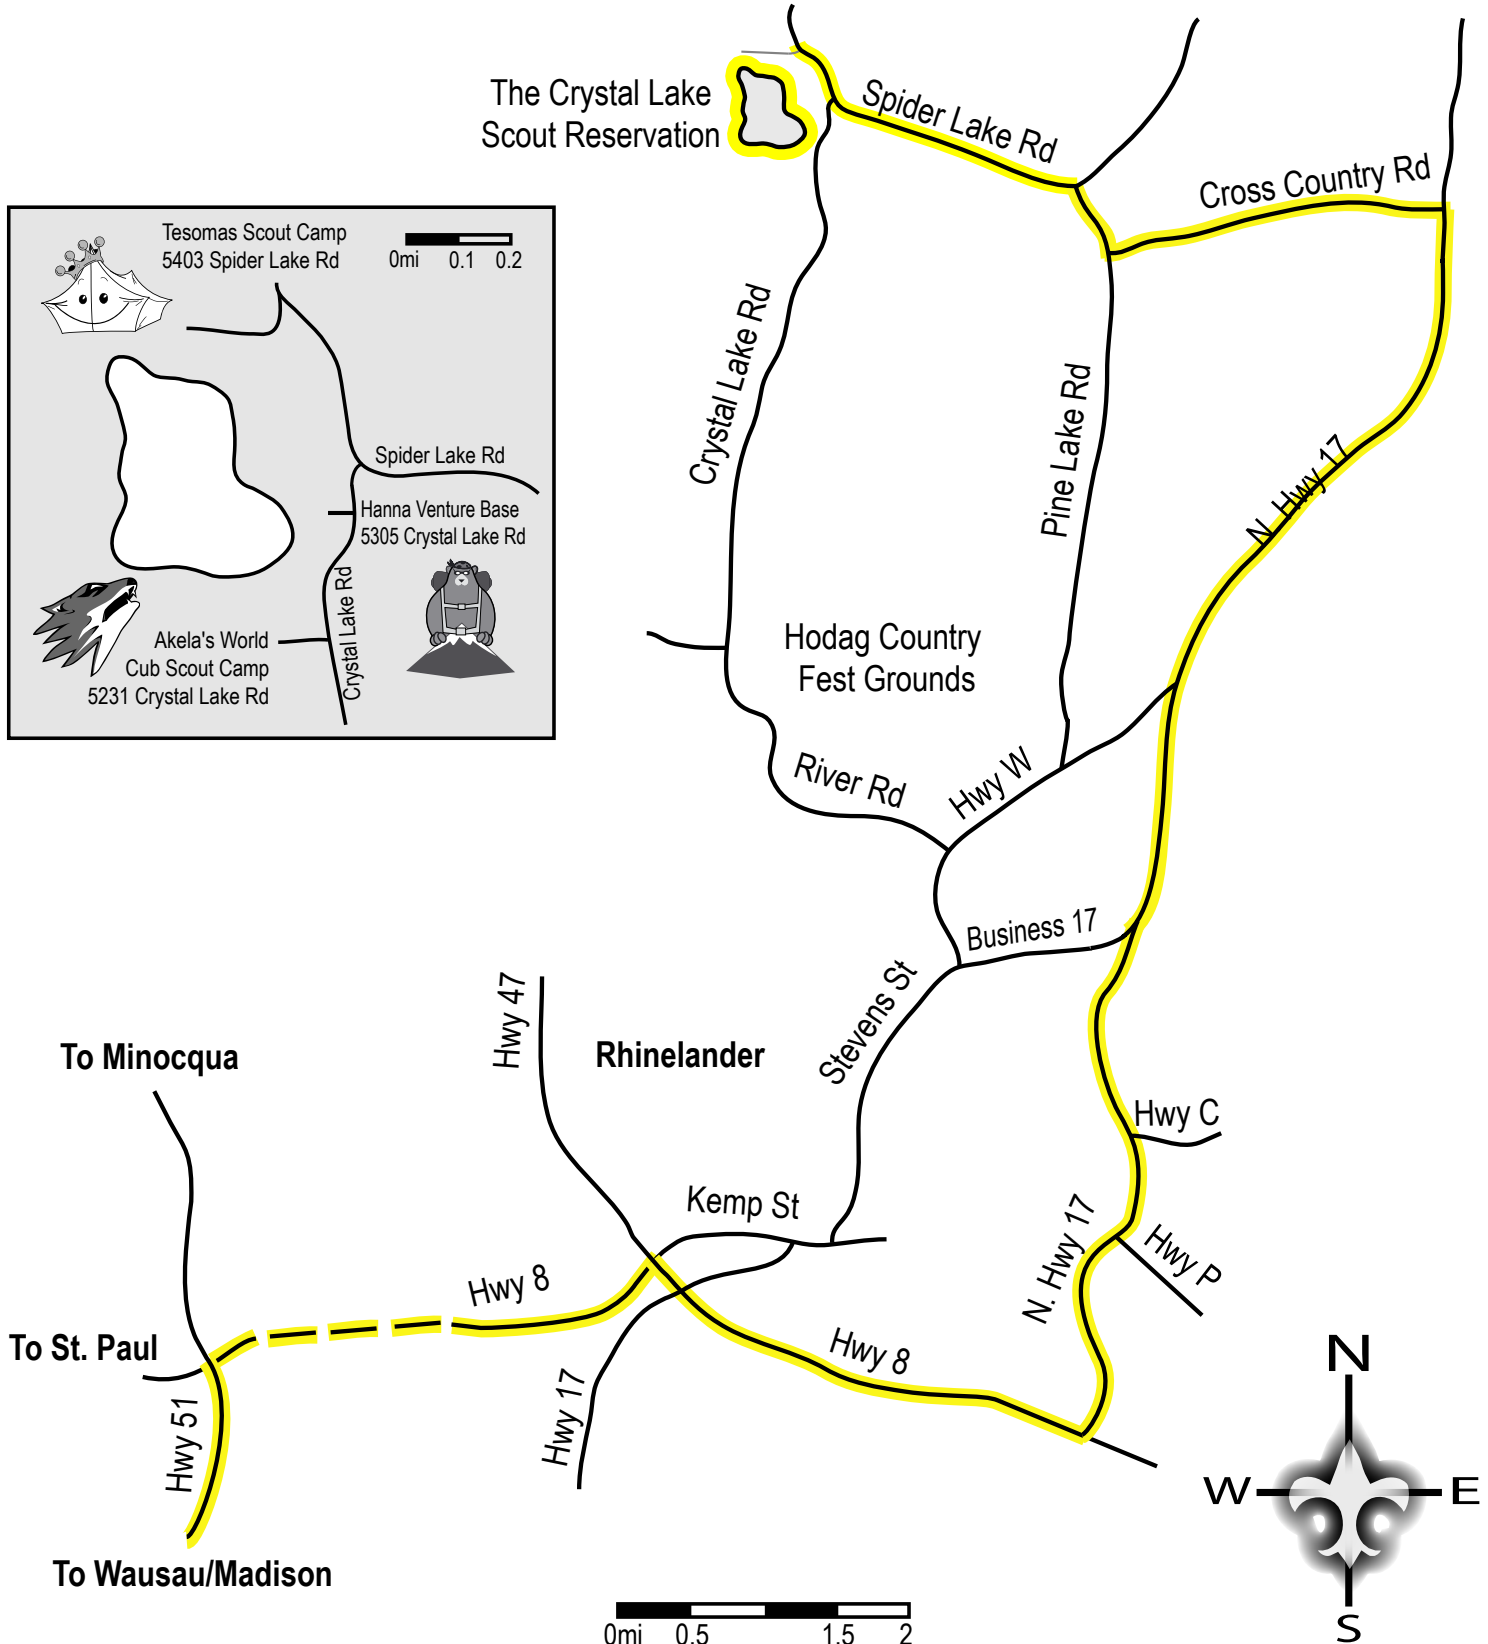 The Crystal Lake
Scout Reservation
Spider Lake Rd
Cross Country Rd
Tesomas Scout Camp
5403 Spider Lake Rd
0mi 0.1 0.2
Spider Lake Rd
Hanna Venture Base
5305 Crystal Lake Rd
Crystal Lake Rd
Akela's World
Cub Scout Camp
5231 Crystal Lake Rd
Crystal Lake Rd
Pine Lake Rd
N. Hwy 17
Hodag Country
Fest Grounds
River Rd
Hwy W
Business 17
Stevens St
Hwy 47
Rhinelander
To Minocqua
Hwy C
Kemp St
N. Hwy 17
Hwy P
Hwy 8
To St. Paul
Hwy 8
Hwy 51
Hwy 17
To Wausau/Madison
N
W E
S
0mi 0.5 1.5 2